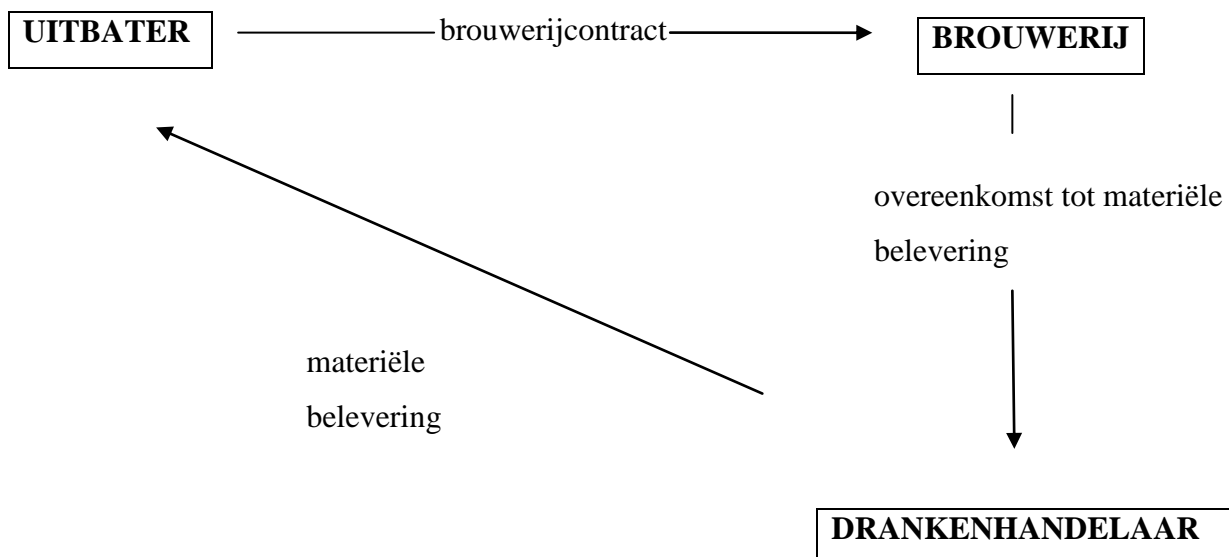 UITBATER
brouwerijcontract
BROUWERIJ
overeenkomst tot materiële
belevering
materiële
belevering
DRANKENHANDELAAR